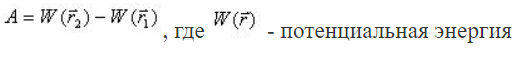 A = W(r⃗₂) − W(r⃗₁) , где W(r⃗) - потенциальная энергия